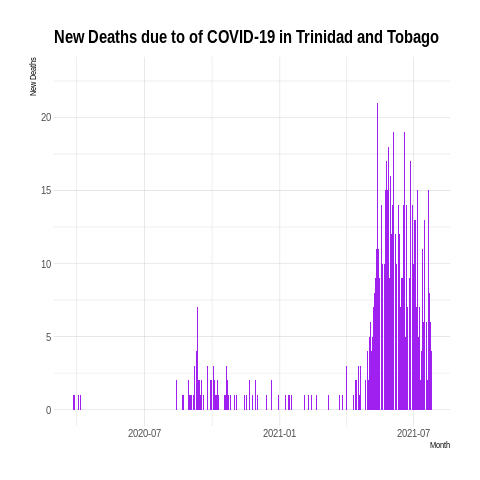 New Deaths due to of COVID-19 in Trinidad and Tobago
New Deaths
20
15
10
5
0
2020-07 2021-01 2021-07
Month